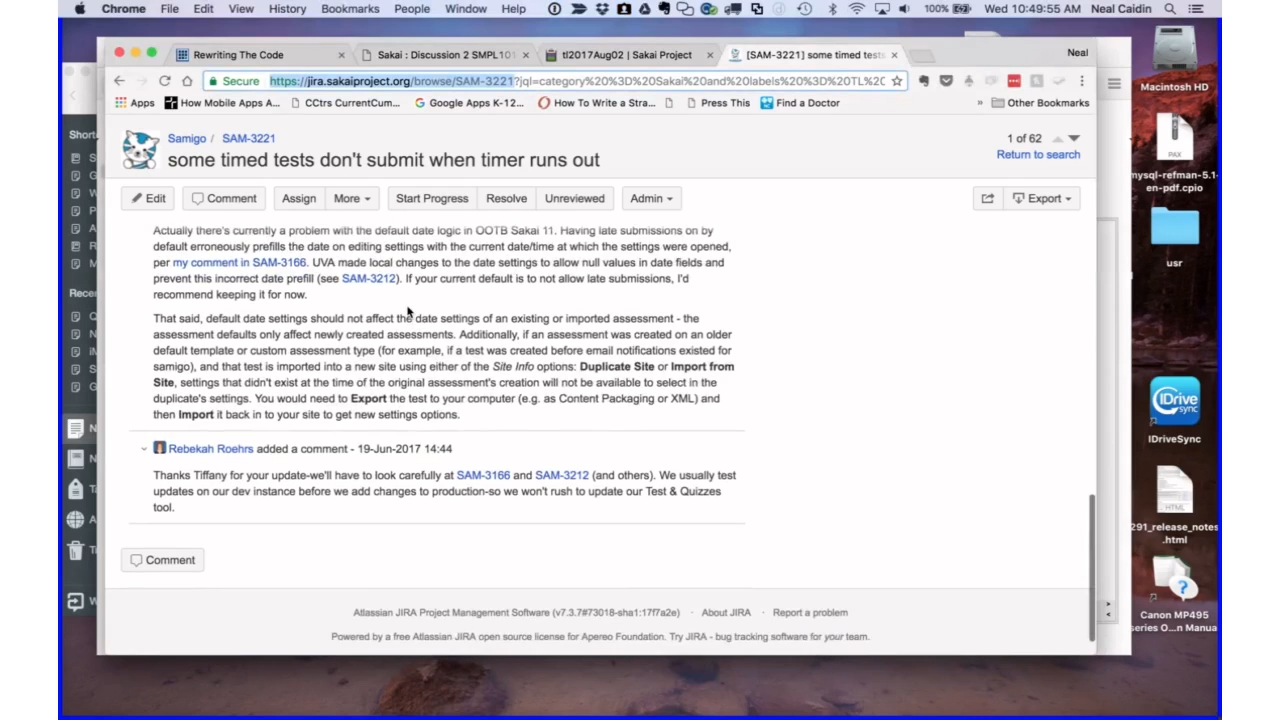 Chrome File Edit View History Bookmarks People Window Help 100% Wed 10:49:55 AM Neal Caidin
Rewriting The Code
Sakai : Discussion 2 SMPL101
tl2017Aug02 | Sakai Project
[SAM-3221] some timed tests
Neal
Secure https://jira.sakaiproject.org/browse/SAM-3221?jql=category%20%3D%20Sakai%20and%20labels%20%3D%20TL%2C
Apps How Mobile Apps A... CCtrs CurrentCum... Google Apps K-12... How To Write a Stra... Press This Find a Doctor » Other Bookmarks
Samigo / SAM-3221
1 of 62
some timed tests don't submit when timer runs out
Return to search
Edit Comment Assign More Start Progress Resolve Unreviewed Admin Export
Actually there's currently a problem with the default date logic in OOTB Sakai 11. Having late submissions on by
default erroneously prefills the date on editing settings with the current date/time at which the settings were opened,
per my comment in SAM-3166. UVA made local changes to the date settings to allow null values in date fields and
prevent this incorrect date prefill (see SAM-3212). If your current default is to not allow late submissions, I'd
recommend keeping it for now.
That said, default date settings should not affect the date settings of an existing or imported assessment - the
assessment defaults only affect newly created assessments. Additionally, if an assessment was created on an older
default template or custom assessment type (for example, if a test was created before email notifications existed for
samigo), and that test is imported into a new site using either of the Site Info options: Duplicate Site or Import from
Site, settings that didn't exist at the time of the original assessment's creation will not be available to select in the
duplicate's settings. You would need to Export the test to your computer (e.g. as Content Packaging or XML) and
then Import it back in to your site to get new settings options.
Rebekah Roehrs added a comment - 19-Jun-2017 14:44
Thanks Tiffany for your update-we'll have to look carefully at SAM-3166 and SAM-3212 (and others). We usually test
updates on our dev instance before we add changes to production-so we won't rush to update our Test & Quizzes
tool.
Comment
Atlassian JIRA Project Management Software (v7.3.7#73018-sha1:17f7a2e) · About JIRA · Report a problem
Powered by a free Atlassian JIRA open source license for Apereo Foundation. Try JIRA - bug tracking software for your team.
Shortc
Recen
Macintosh HD
PAX
mysql-refman-5.1-
en-pdf.cpio
usr
IDrive
sync
IDriveSync
HTML
291_release_notes
.html
Canon MP495
series O...n Manua